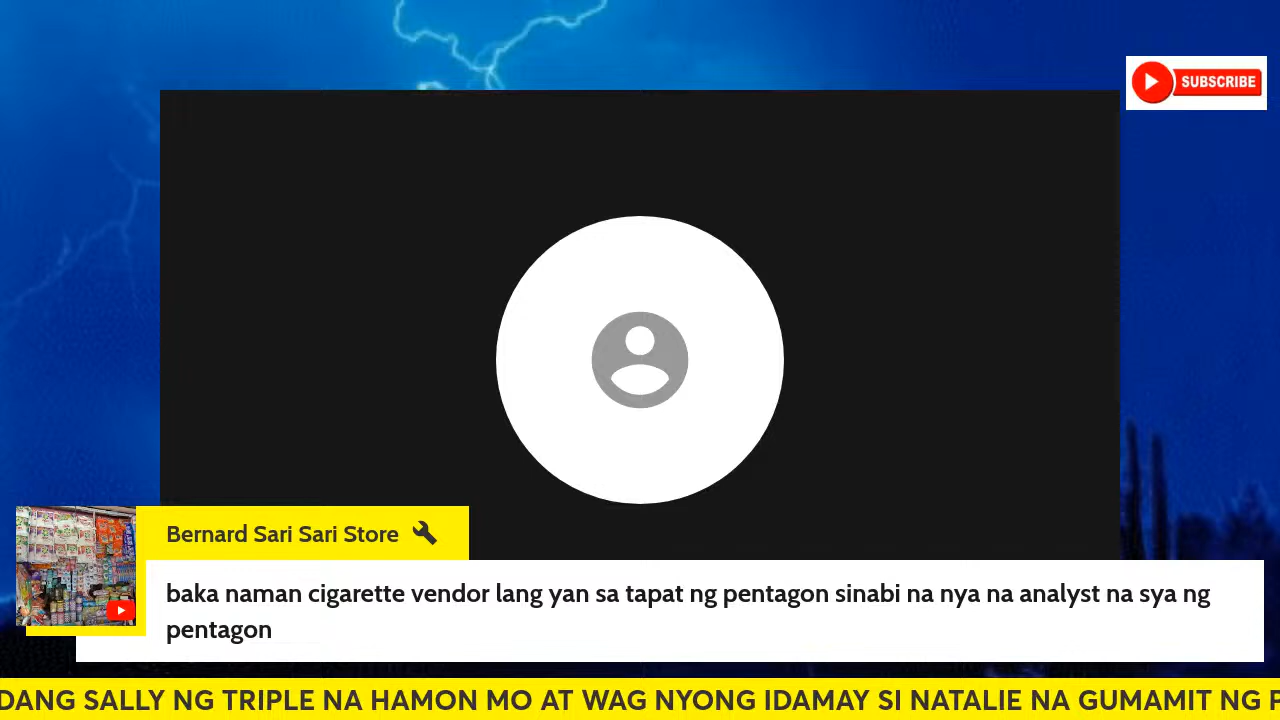 SUBSCRIBE
Bernard Sari Sari Store
baka naman cigarette vendor lang yan sa tapat ng pentagon sinabi na nya na analyst na sya ng
pentagon
DANG SALLY NG TRIPLE NA HAMON MO AT WAG NYONG IDAMAY SI NATALIE NA GUMAMIT NG